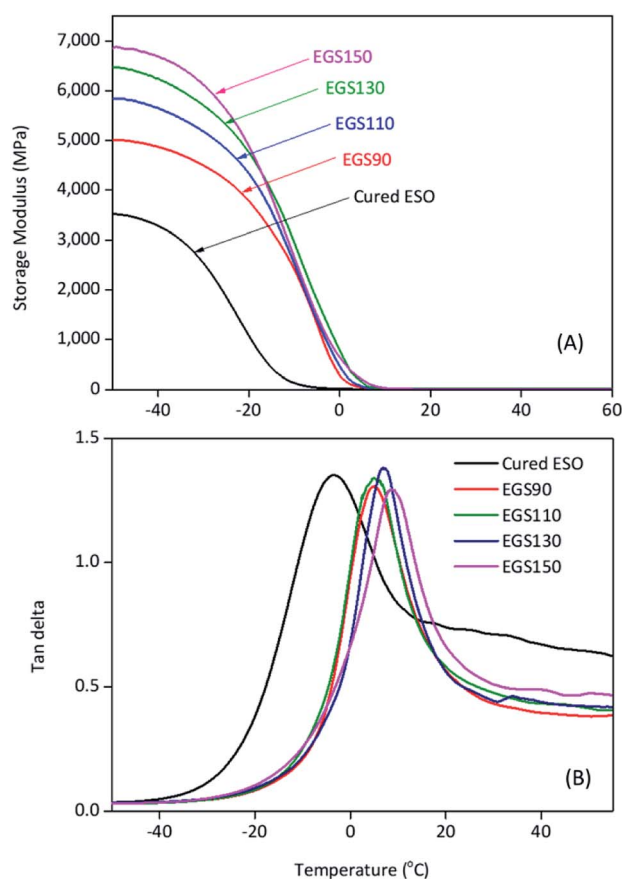 7,000
6,000
5,000
4,000
3,000
2,000
1,000
0
Storage Modulus (MPa)
EGS150
EGS130
EGS110
EGS90
Cured ESO
(A)
-40 -20 0 20 40 60
1.5
1.0
0.5
0.0
Tan delta
Cured ESO
EGS90
EGS110
EGS130
EGS150
(B)
-40 -20 0 20 40
Temperature (°C)